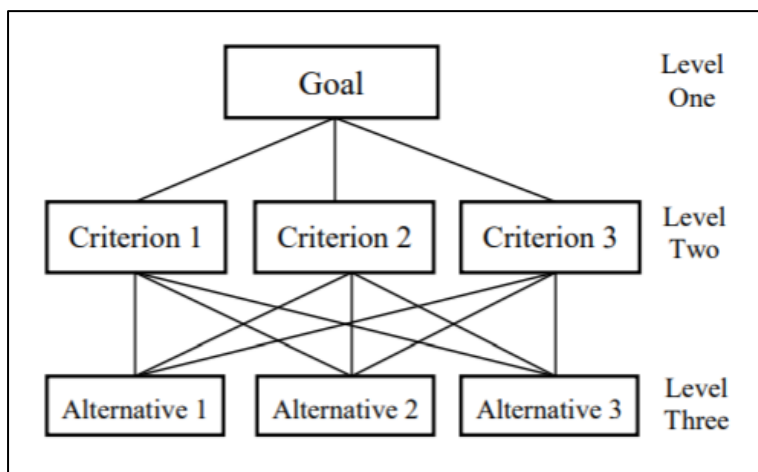 Goal
Level
One
Criterion 1
Criterion 2
Criterion 3
Level
Two
Alternative 1
Alternative 2
Alternative 3
Level
Three